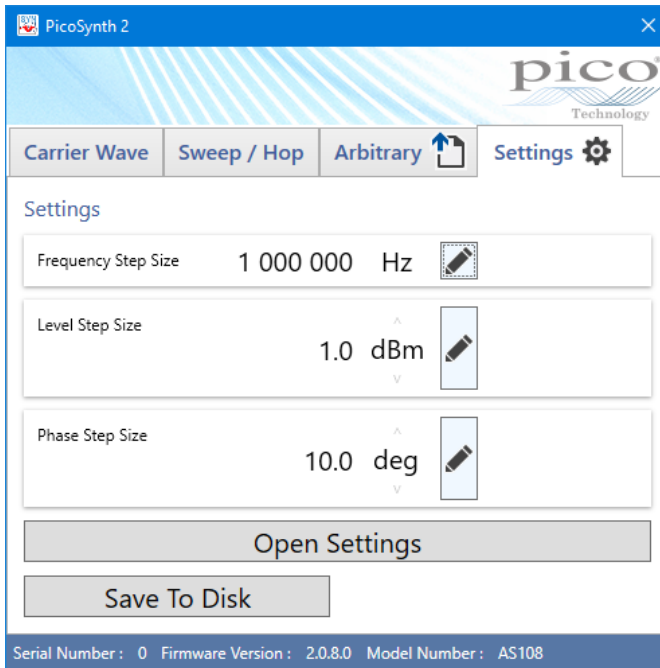 PicoSynth 2
pico
Technology
Carrier Wave Sweep / Hop Arbitrary Settings
Settings
Frequency Step Size 1 000 000 Hz
Level Step Size
1.0 dBm
Phase Step Size
10.0 deg
Open Settings
Save To Disk
Serial Number : 0 Firmware Version : 2.0.8.0 Model Number : AS108